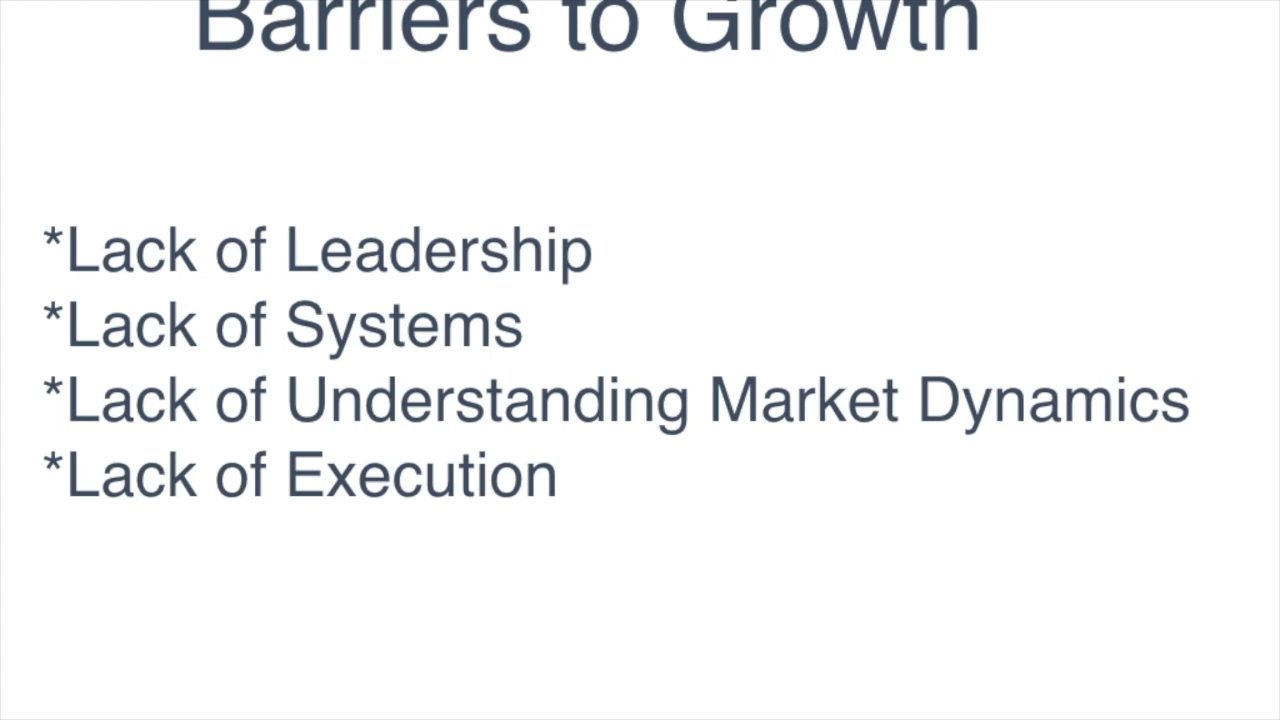 Barriers to Growth
*Lack of Leadership
*Lack of Systems
*Lack of Understanding Market Dynamics
*Lack of Execution